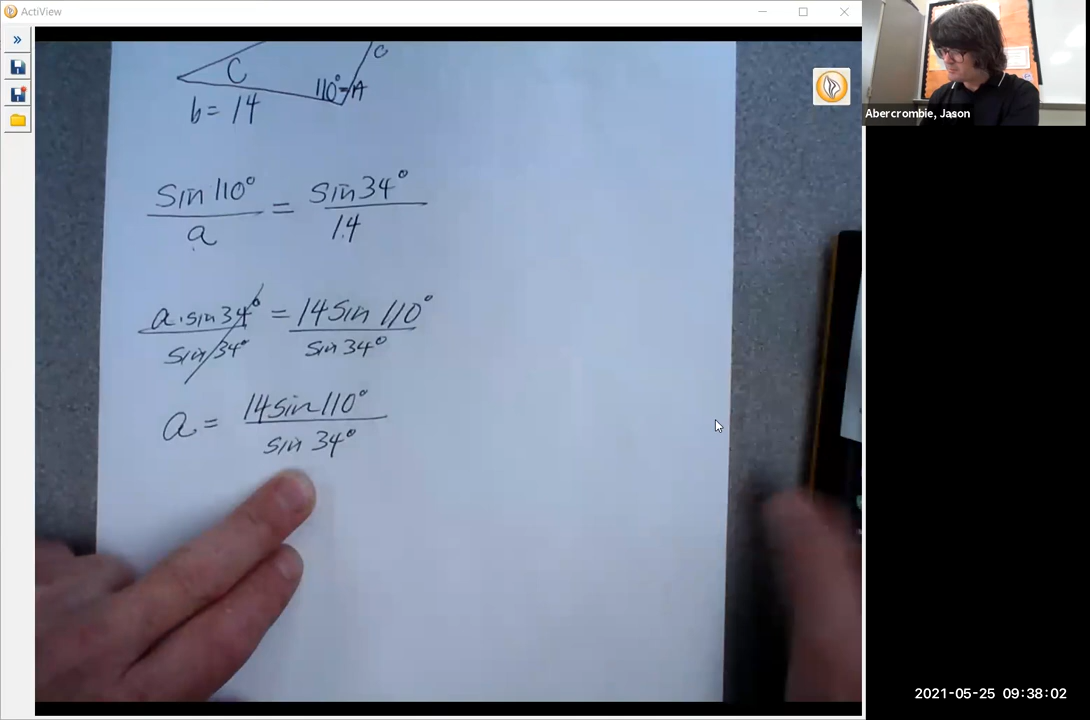 ActiView
C
c
110°=A
b = 14
sin 110° / a = sin 34° / 14
a · sin 34° / sin 34° = 14 sin 110° / sin 34°
a = 14 sin 110° / sin 34°
Abercrombie, Jason
2021-05-25 09:38:02